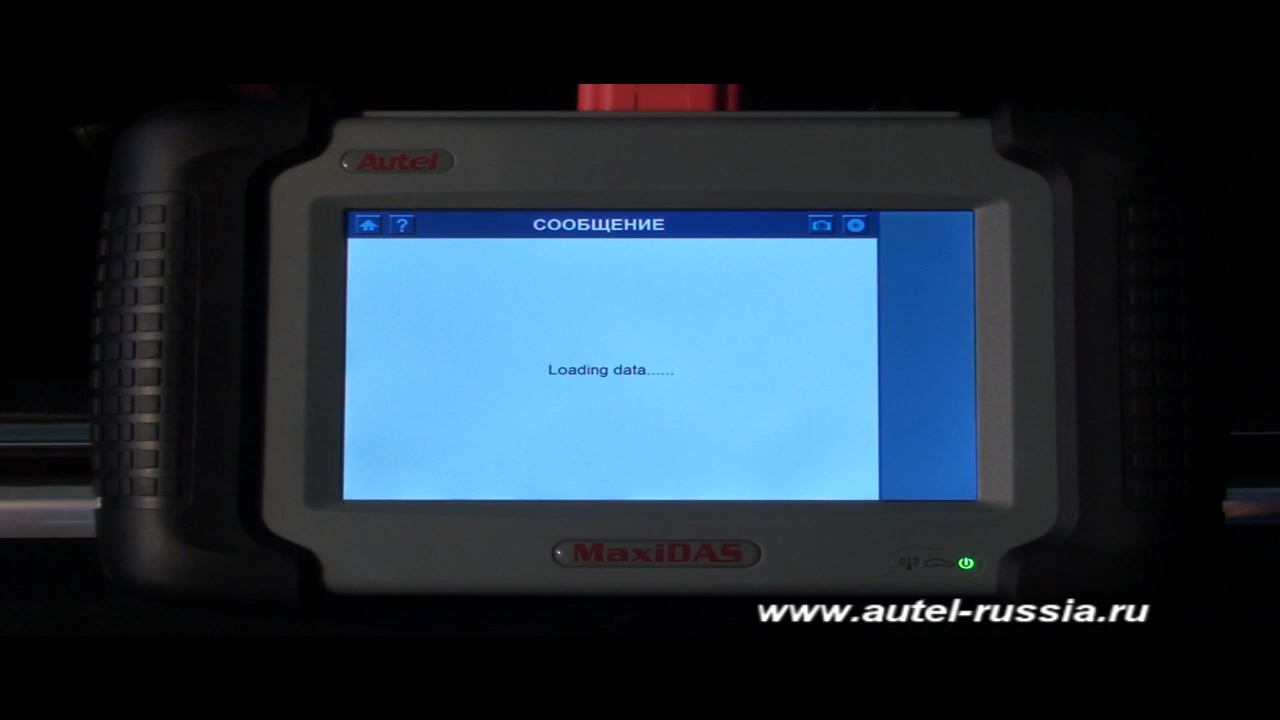 Autel
?
СООБЩЕНИЕ
Loading data......
MaxiDAS
www.autel-russia.ru